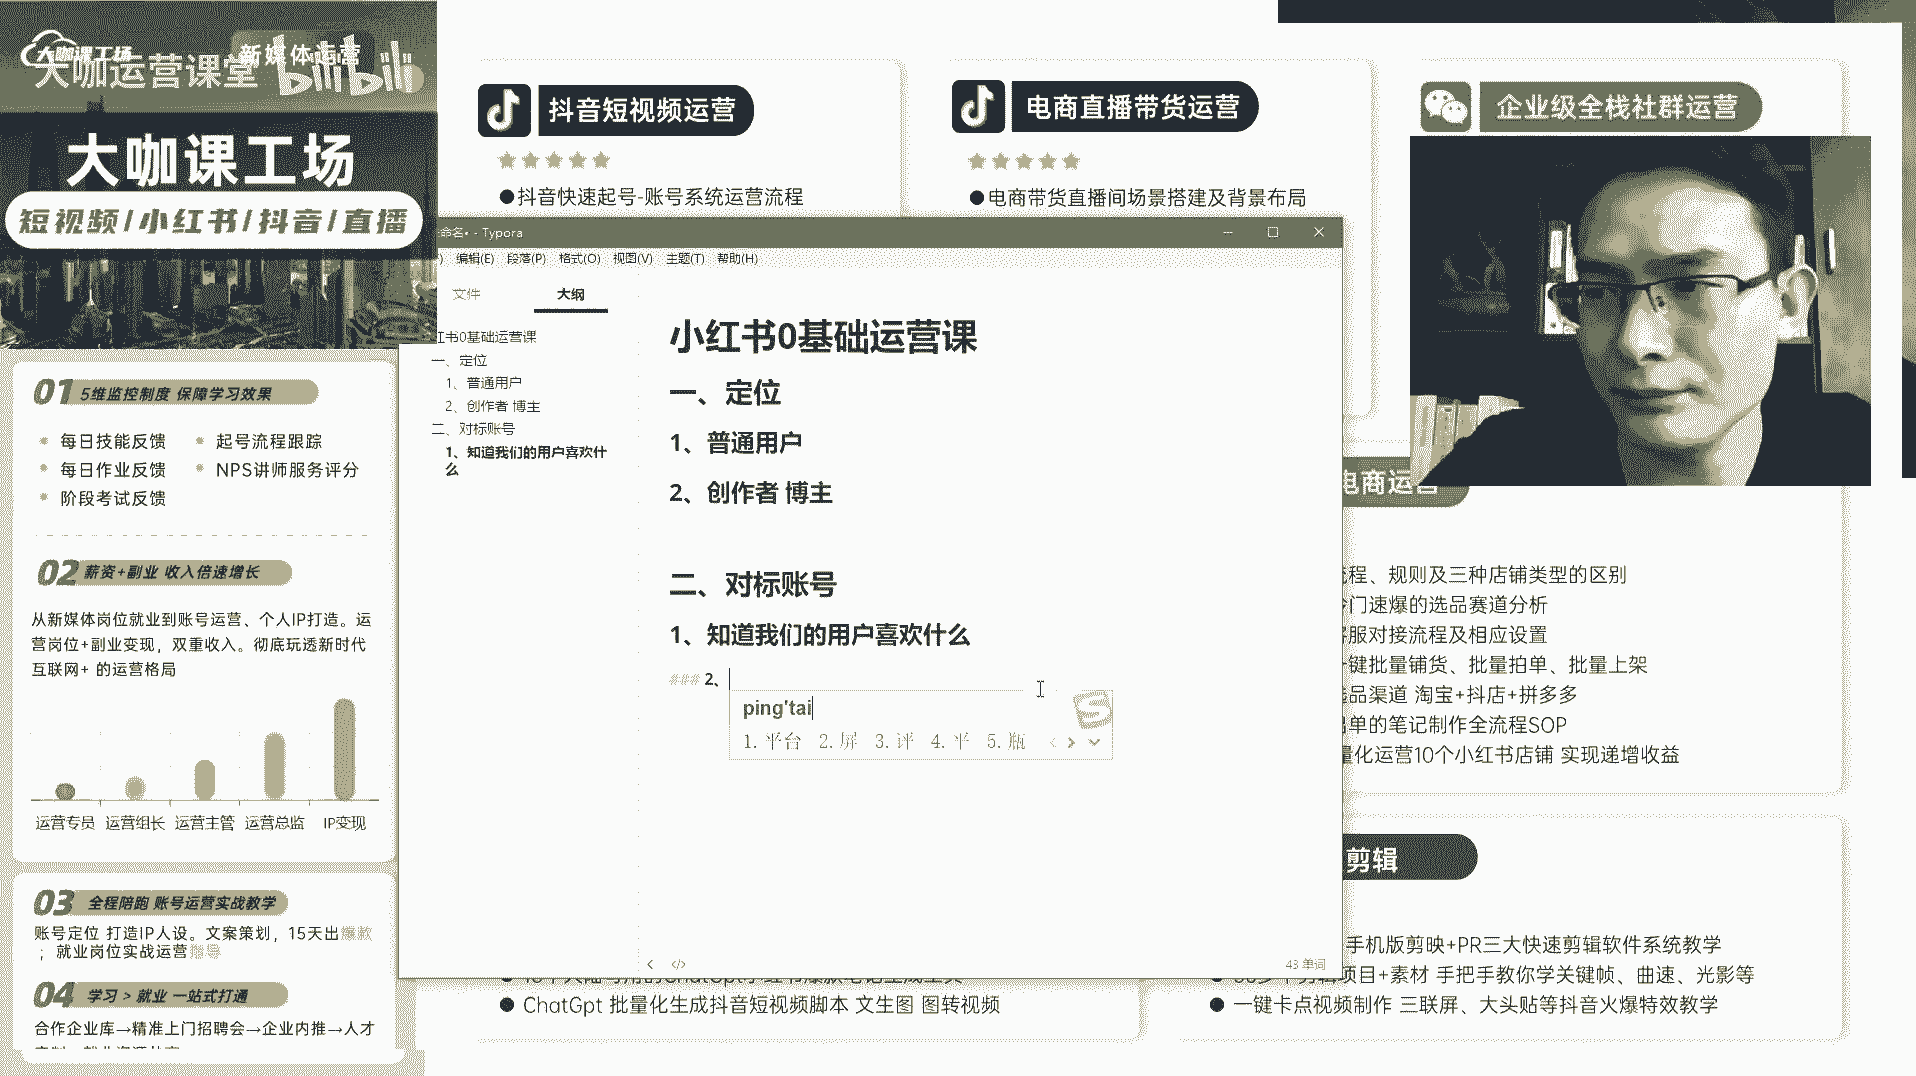 大咖课工场
新媒体运营
大咖运营课堂
bilibili
大咖课工场
短视频/小红书/抖音/直播
01 5维监控制度 保障学习效果
每日技能反馈
起号流程跟踪
每日作业反馈
NPS讲师服务评分
阶段考试反馈
02 薪资+副业 收入倍速增长
从新媒体岗位就业到账号运营、个人IP打造。运
营岗位+副业变现，双重收入。彻底玩透新时代
互联网+ 的运营格局
运营专员 运营组长 运营主管 运营总监 IP变现
03 全程陪跑 账号运营实战教学
账号定位 打造IP人设。文案策划，15天出爆款
；就业岗位实战运营指导
04 学习 > 就业 一站式打通
合作企业库→精准上门招聘会→企业内推→人才
抖音短视频运营
●抖音快速起号-账号系统运营流程
电商直播带货运营
●电商带货直播间场景搭建及背景布局
企业级全栈社群运营
命名• - Typora
编辑(E) 段落(P) 格式(O) 视图(V) 主题(T) 帮助(H)
文件 大纲
红书0基础运营课
一、定位
1、普通用户
2、创作者 博主
二、对标账号
1、知道我们的用户喜欢什
么
小红书0基础运营课
一、定位
1、普通用户
2、创作者 博主
二、对标账号
1、知道我们的用户喜欢什么
### 2、
ping'tai
1.平台 2.屏 3.评 4.平 5.瓶
43 单词
电商运营
程、规则及三种店铺类型的区别
门速爆的选品赛道分析
服对接流程及相应设置
键批量铺货、批量拍单、批量上架
品渠道 淘宝+抖店+拼多多
单的笔记制作全流程SOP
量化运营10个小红书店铺 实现递增收益
剪辑
手机版剪映+PR三大快速剪辑软件系统教学
项目+素材 手把手教你学关键帧、曲速、光影等
● 一键卡点视频制作 三联屏、大头贴等抖音火爆特效教学
● ChatGpt 批量化生成抖音短视频脚本 文生图 图转视频